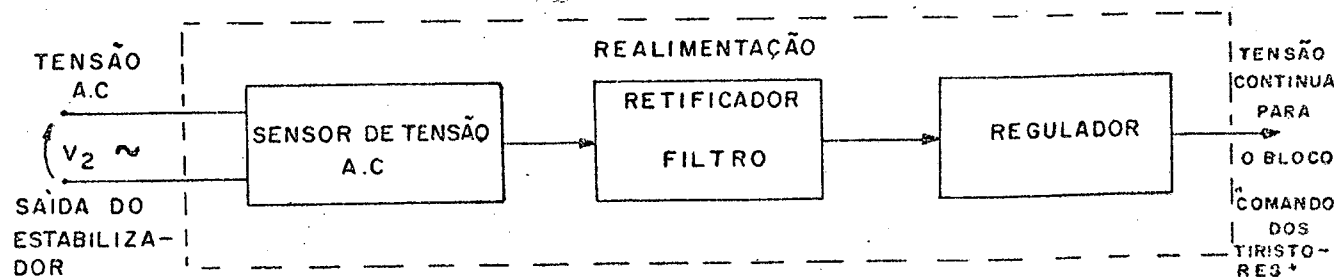 TENSÃO
A.C
V2 ~
SAÌDA DO
ESTABILIZA-
DOR
REALIMENTAÇÃO
SENSOR DE TENSÃO
A.C
RETIFICADOR
FILTRO
REGULADOR
TENSÃO
CONTINUA
PARA
O BLOCO
"COMANDO
DOS
TIRISTO-
RES"